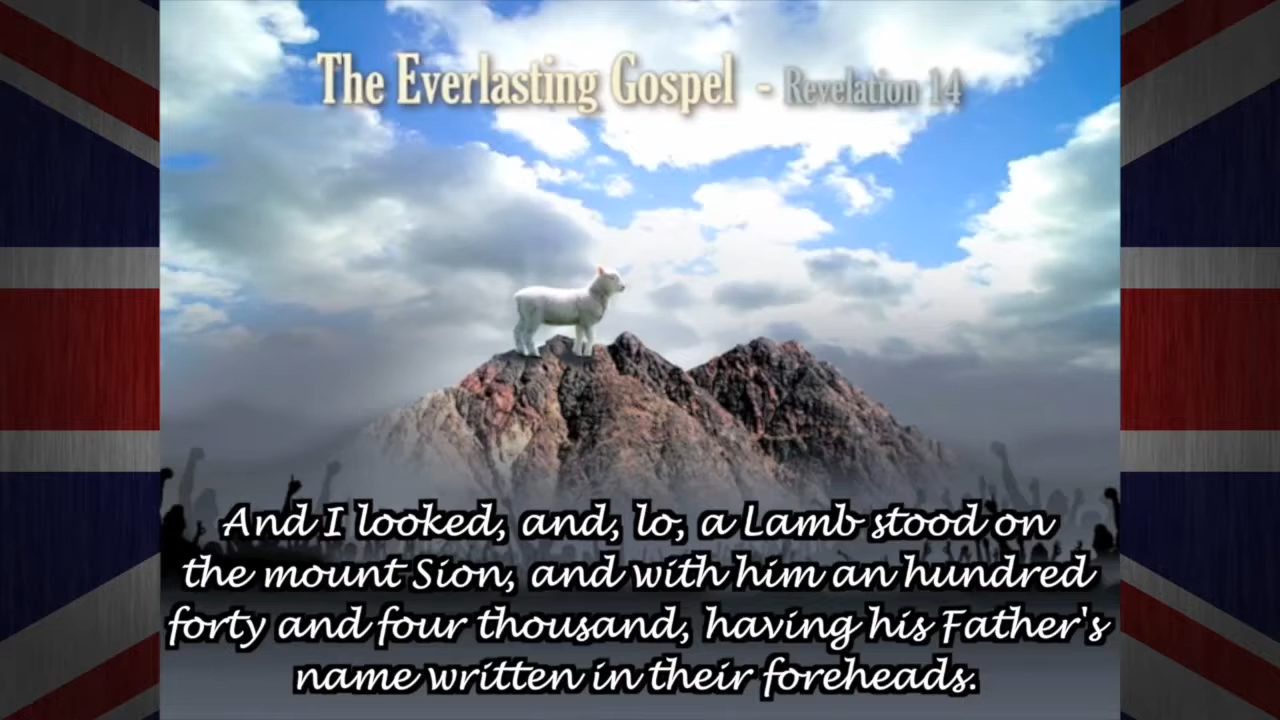 The Everlasting Gospel - Revelation 14
And I looked, and, lo, a Lamb stood on
the mount Sion, and with him an hundred
forty and four thousand, having his Father's
name written in their foreheads.